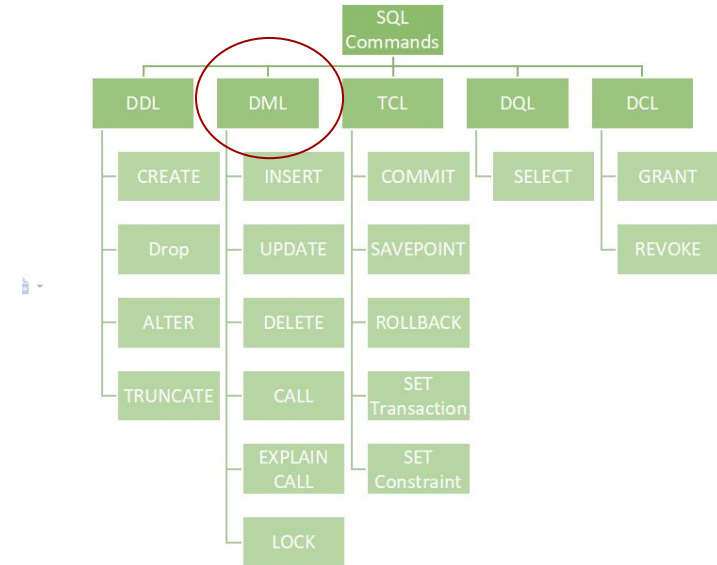 SQL
Commands
DDL
DML
TCL
DQL
DCL
CREATE
INSERT
COMMIT
SELECT
GRANT
Drop
UPDATE
SAVEPOINT
REVOKE
ALTER
DELETE
ROLLBACK
TRUNCATE
CALL
SET
Transaction
EXPLAIN
CALL
SET
Constraint
LOCK